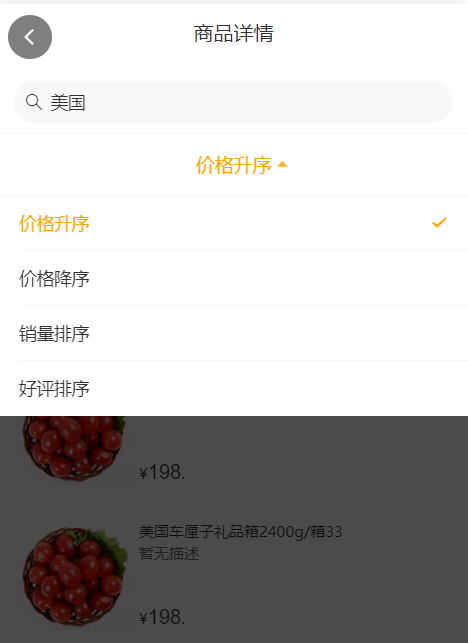 商品详情
美国
价格升序
价格升序
价格降序
销量排序
好评排序
¥198.
美国车厘子礼品箱2400g/箱33
暂无描述
¥198.